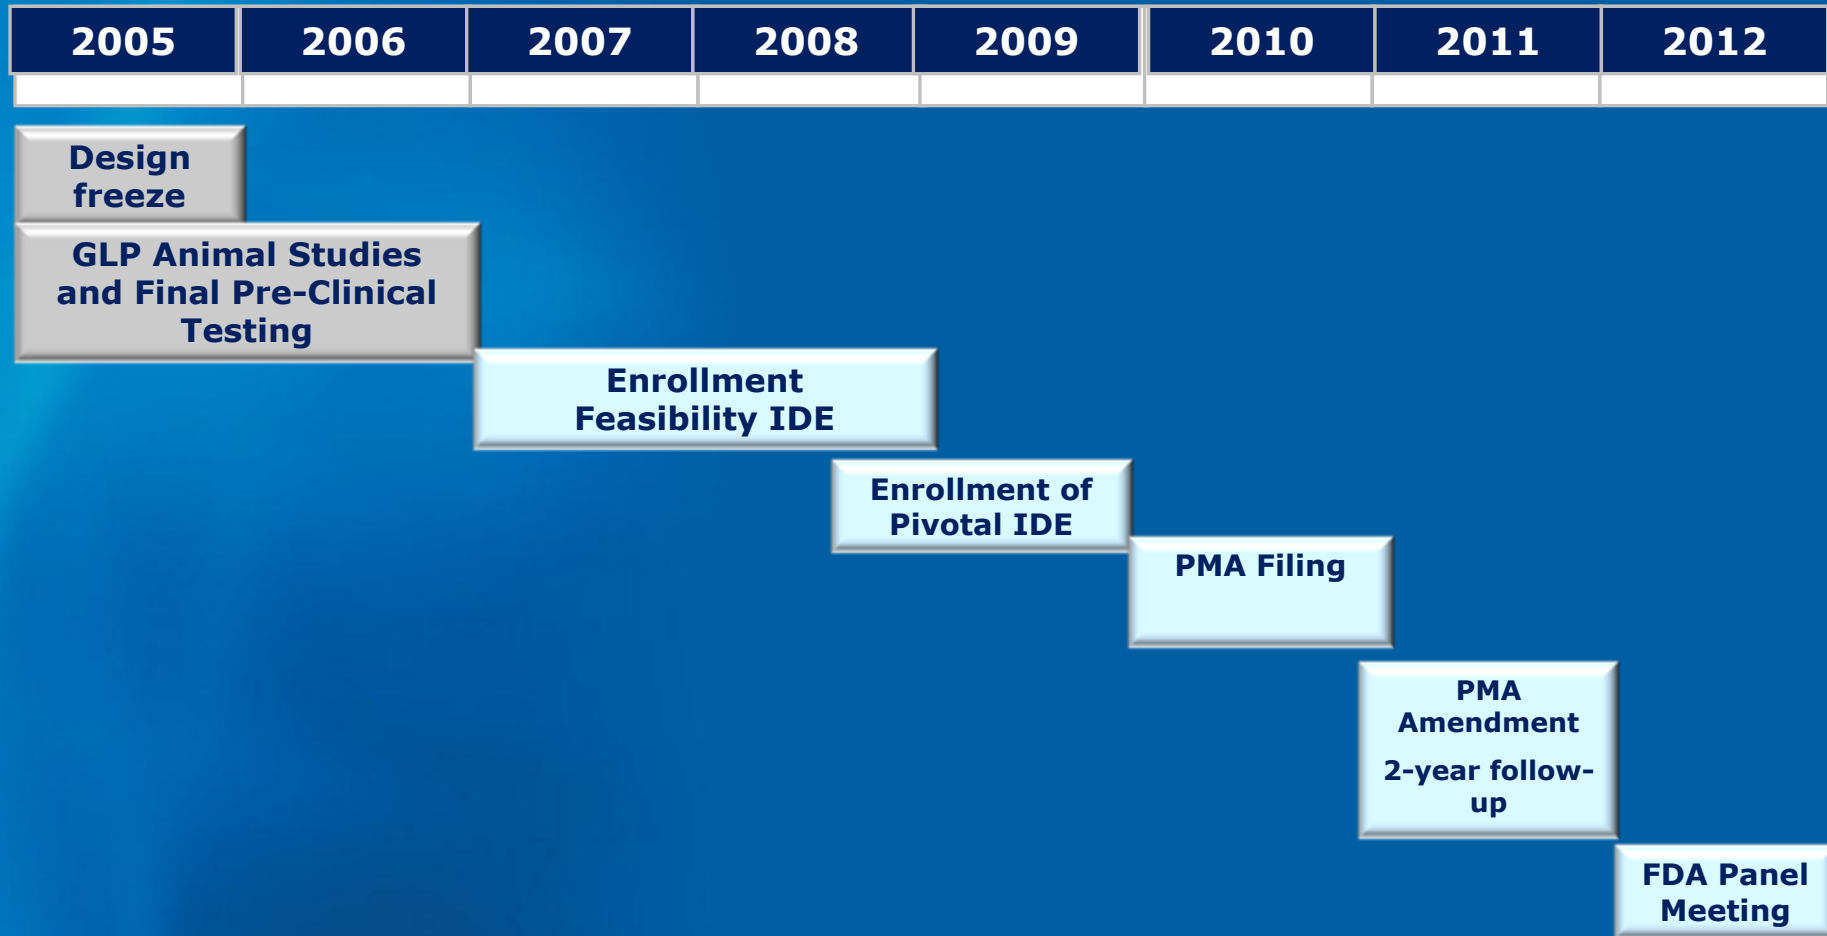 2005 2006 2007 2008 2009 2010 2011 2012
Design
freeze
GLP Animal Studies
and Final Pre-Clinical
Testing
Enrollment
Feasibility IDE
Enrollment of
Pivotal IDE
PMA Filing
PMA
Amendment
2-year follow-
up
FDA Panel
Meeting